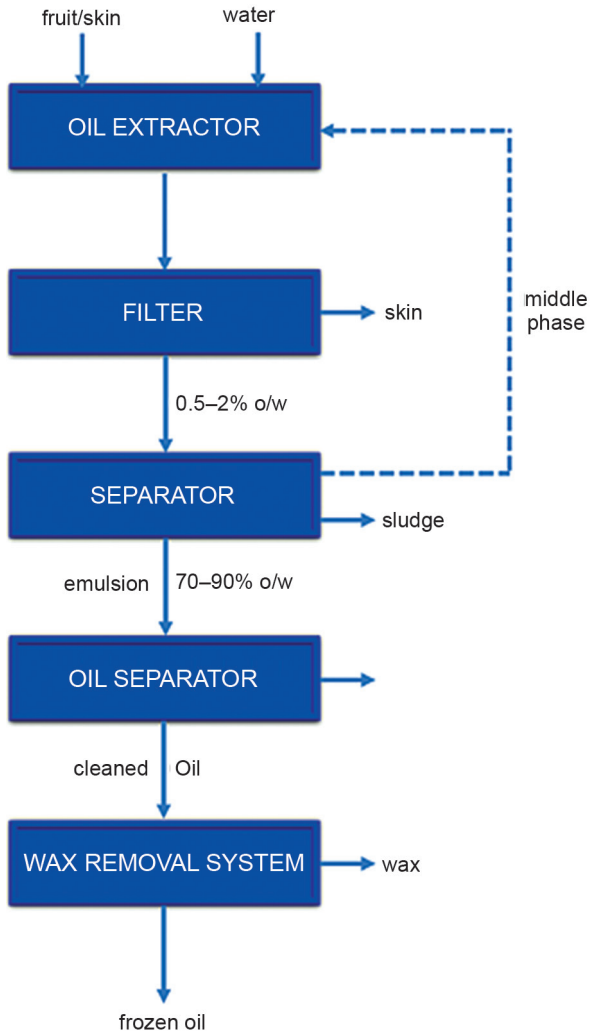 fruit/skin
water
OIL EXTRACTOR
middle
phase
FILTER
skin
0.5–2% o/w
SEPARATOR
sludge
emulsion
70–90% o/w
OIL SEPARATOR
cleaned
Oil
WAX REMOVAL SYSTEM
wax
frozen oil